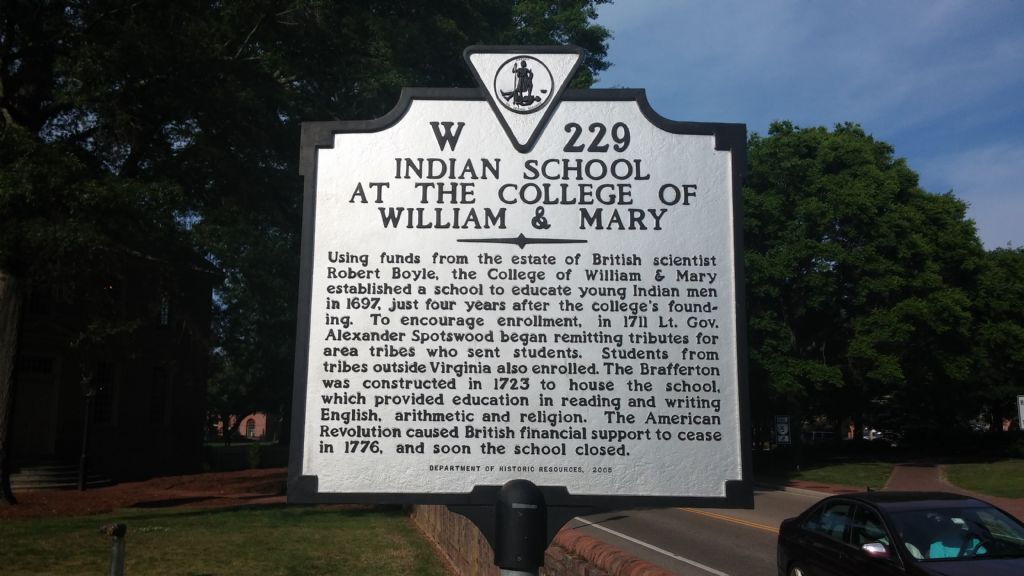 W 229
INDIAN SCHOOL
AT THE COLLEGE OF
WILLIAM & MARY
Using funds from the estate of British scientist
Robert Boyle, the College of William & Mary
established a school to educate young Indian men
in 1697, just four years after the college's found-
ing. To encourage enrollment, in 1711 Lt. Gov.
Alexander Spotswood began remitting tributes for
area tribes who sent students. Students from
tribes outside Virginia also enrolled. The Brafferton
was constructed in 1723 to house the school,
which provided education in reading and writing
English, arithmetic and religion. The American
Revolution caused British financial support to cease
in 1776, and soon the school closed.
DEPARTMENT OF HISTORIC RESOURCES, 2005